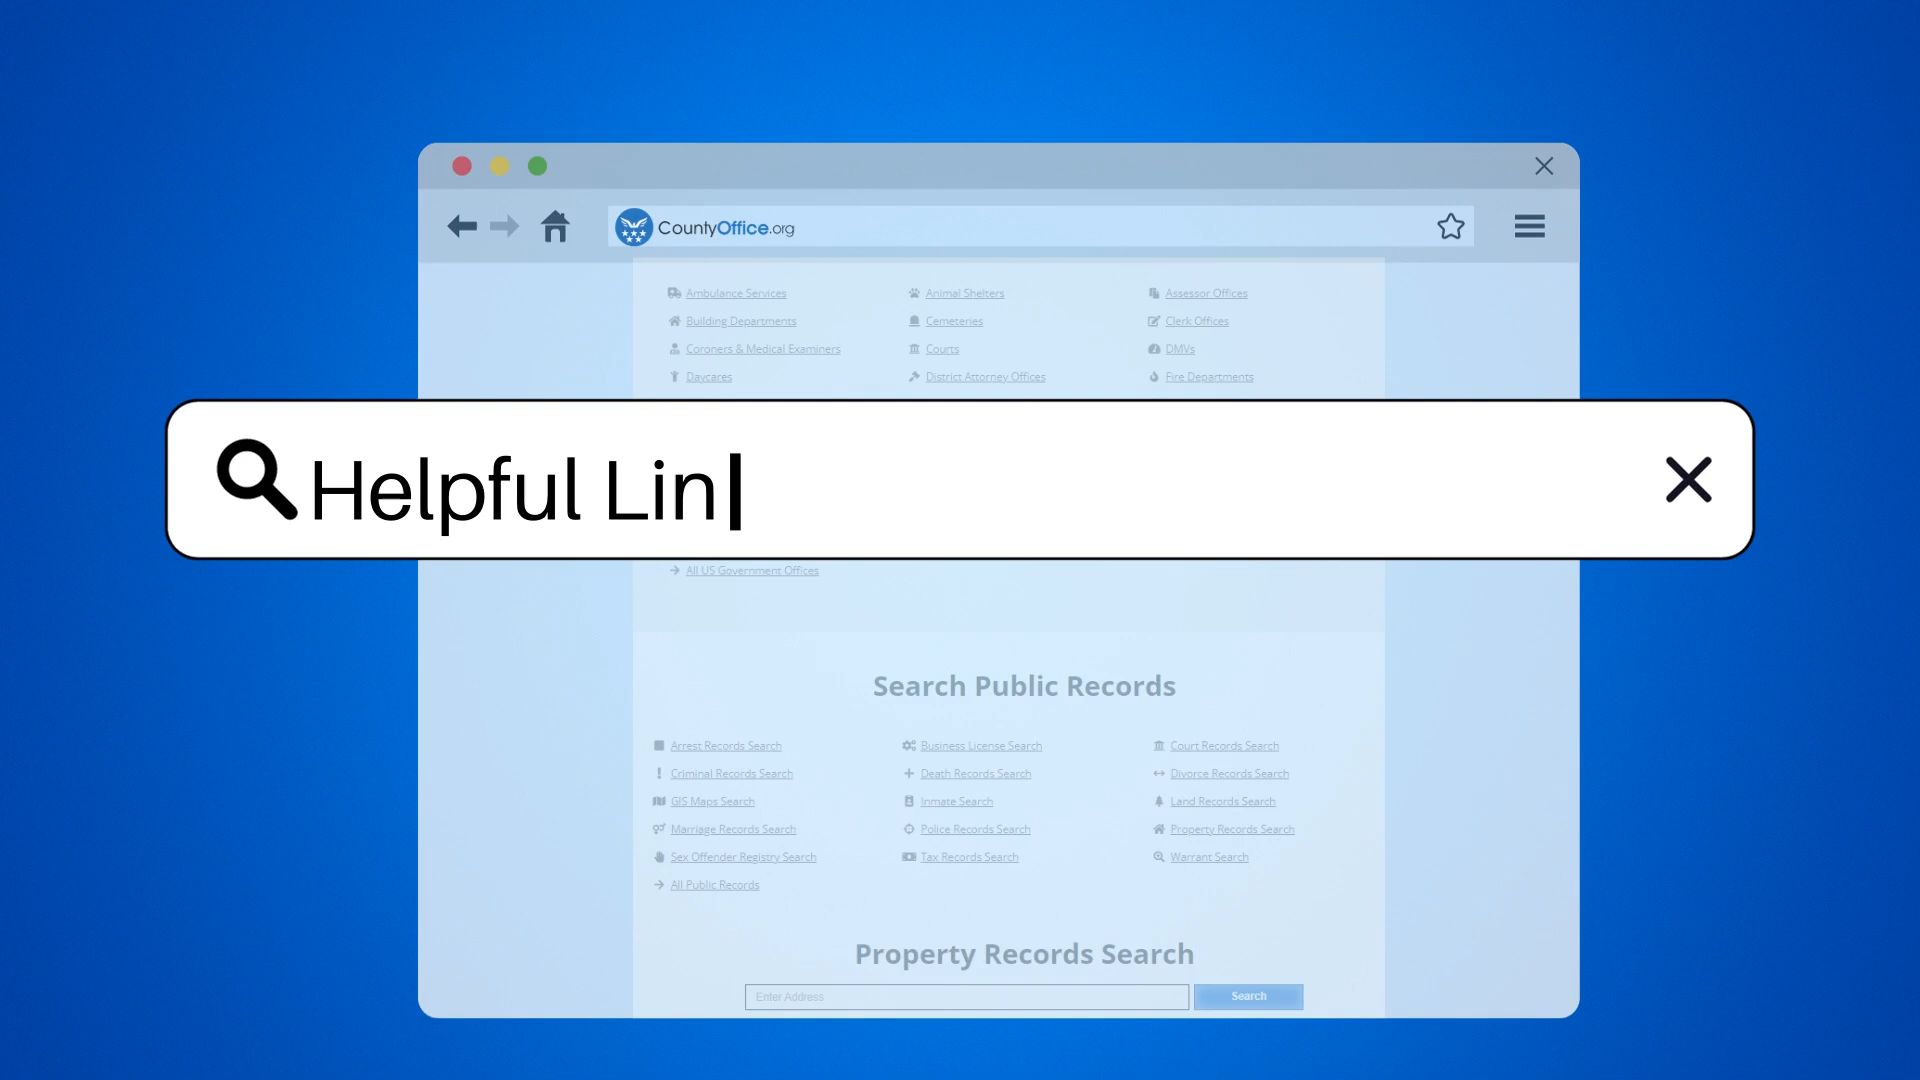 CountyOffice.org
Ambulance Services Animal Shelters Assessor Offices
Building Departments Cemeteries Clerk Offices
Coroners & Medical Examiners Courts DMVs
Daycares District Attorney Offices Fire Departments
Helpful Lin
All US Government Offices
Search Public Records
Arrest Records Search Business License Search Court Records Search
Criminal Records Search Death Records Search Divorce Records Search
GIS Maps Search Inmate Search Land Records Search
Marriage Records Search Police Records Search Property Records Search
Sex Offender Registry Search Tax Records Search Warrant Search
All Public Records
Property Records Search
Enter Address Search